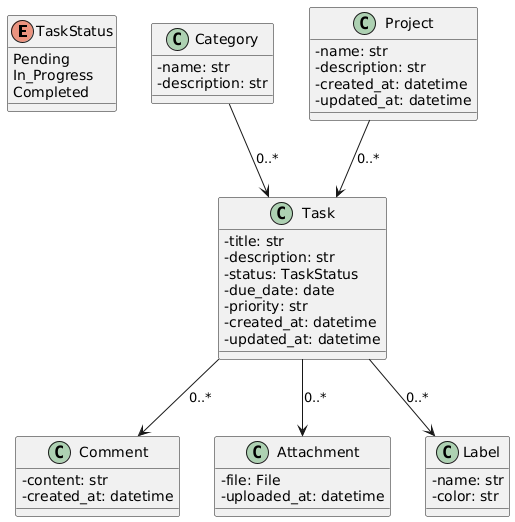 E TaskStatus
Pending
In_Progress
Completed
C Category
-name: str
-description: str
C Project
-name: str
-description: str
-created_at: datetime
-updated_at: datetime
0..*
0..*
C Task
-title: str
-description: str
-status: TaskStatus
-due_date: date
-priority: str
-created_at: datetime
-updated_at: datetime
0..*
0..*
0..*
C Comment
-content: str
-created_at: datetime
C Attachment
-file: File
-uploaded_at: datetime
C Label
-name: str
-color: str